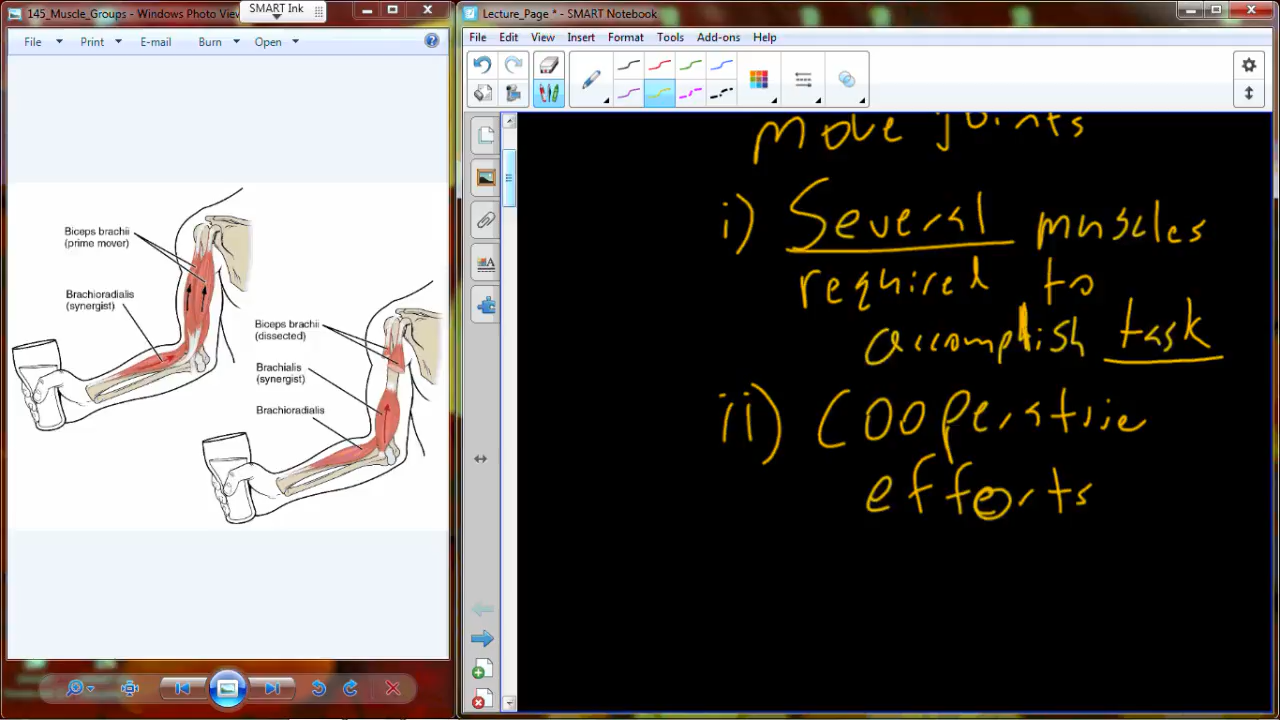 145_Muscle_Groups - Windows Photo View
SMART Ink
File Print E-mail Burn Open
Biceps brachii
(prime mover)
Brachioradialis
(synergist)
Biceps brachii
(dissected)
Brachialis
(synergist)
Brachioradialis
Lecture_Page * - SMART Notebook
File Edit View Insert Format Tools Add-ons Help
move joints
i) Several muscles
required to
accomplish task
ii) Cooperative
efforts